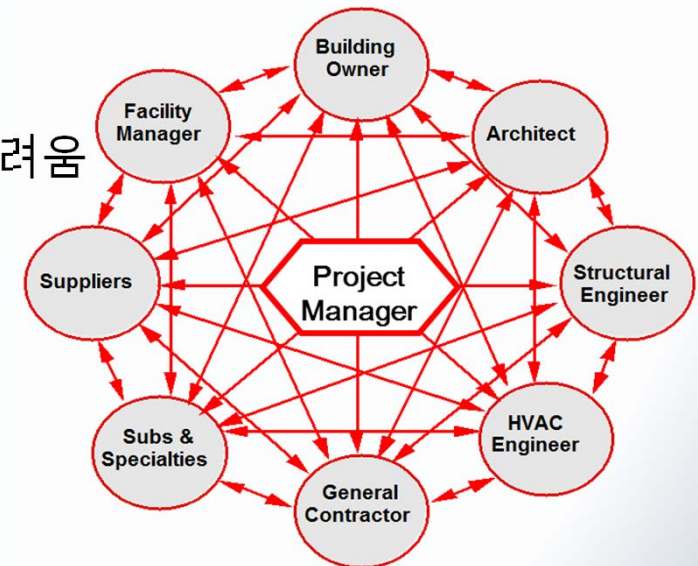 Building
Owner
Facility
Manager
Architect
려움
Suppliers
Project
Manager
Structural
Engineer
Subs &
Specialties
HVAC
Engineer
General
Contractor